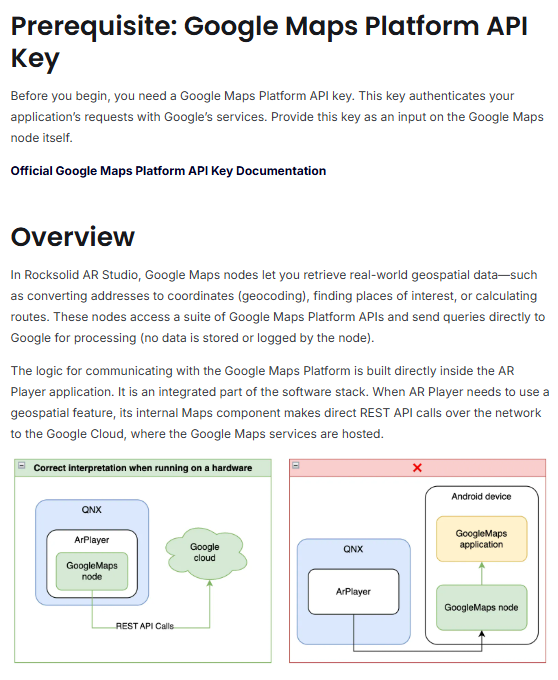 Prerequisite: Google Maps Platform API
Key
Before you begin, you need a Google Maps Platform API key. This key authenticates your
application’s requests with Google’s services. Provide this key as an input on the Google Maps
node itself.
Official Google Maps Platform API Key Documentation
Overview
In Rocksolid AR Studio, Google Maps nodes let you retrieve real-world geospatial data—such
as converting addresses to coordinates (geocoding), finding places of interest, or calculating
routes. These nodes access a suite of Google Maps Platform APIs and send queries directly to
Google for processing (no data is stored or logged by the node).
The logic for communicating with the Google Maps Platform is built directly inside the AR
Player application. It is an integrated part of the software stack. When AR Player needs to use a
geospatial feature, its internal Maps component makes direct REST API calls over the network
to the Google Cloud, where the Google Maps services are hosted.
Correct interpretation when running on a hardware
QNX
ArPlayer
GoogleMaps
node
Google
cloud
REST API Calls
QNX
ArPlayer
Android device
GoogleMaps
application
GoogleMaps node